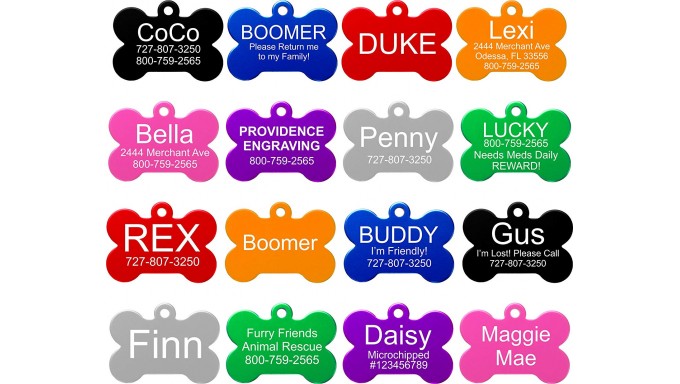 CoCo
727-807-3250
800-759-2565
BOOMER
Please Return me
to my Family!
DUKE
Lexi
2444 Merchant Ave
Odessa, FL 33556
800-759-2565
Bella
2444 Merchant Ave
800-759-2565
PROVIDENCE
ENGRAVING
800-759-2565
Penny
727-807-3250
LUCKY
800-759-2565
Needs Meds Daily
REWARD!
REX
727-807-3250
Boomer
BUDDY
I'm Friendly!
727-807-3250
Gus
I'm Lost! Please Call
727-807-3250
Finn
Furry Friends
Animal Rescue
800-759-2565
Daisy
Microchipped
#123456789
Maggie
Mae